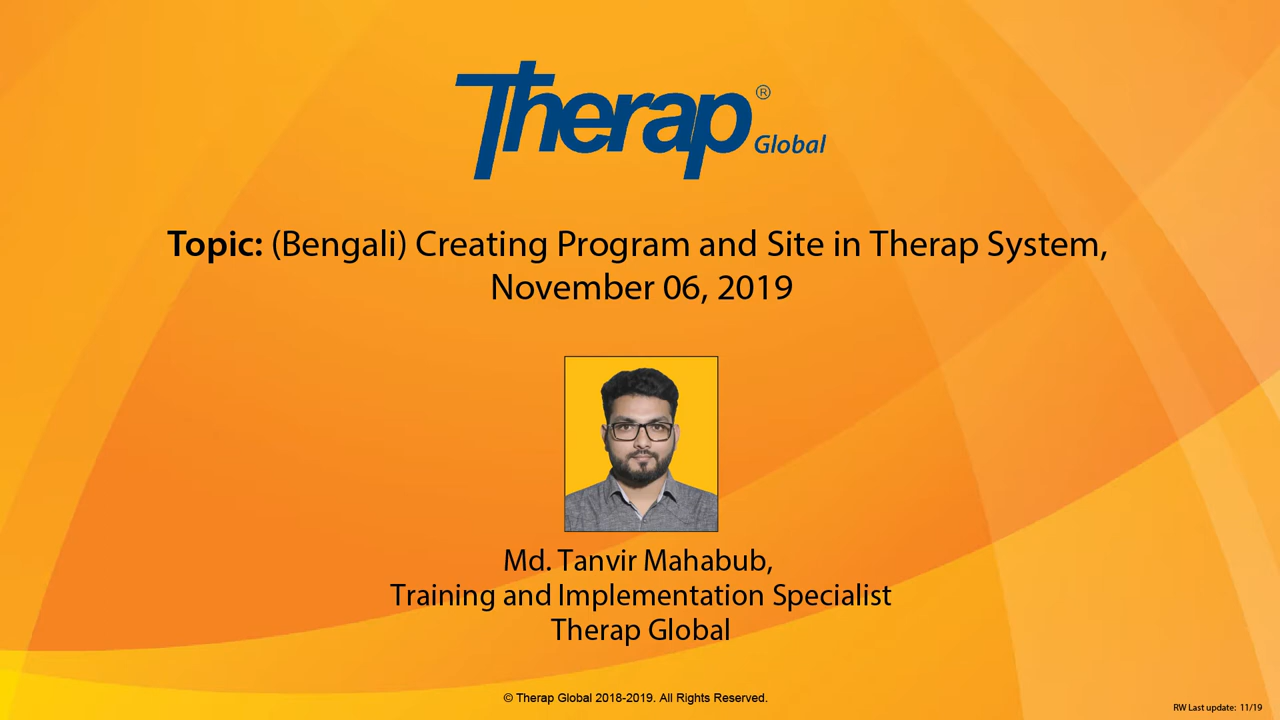 Therap®
Global
Topic: (Bengali) Creating Program and Site in Therap System,
November 06, 2019
Md. Tanvir Mahabub,
Training and Implementation Specialist
Therap Global
© Therap Global 2018-2019. All Rights Reserved.
RW Last update: 11/19